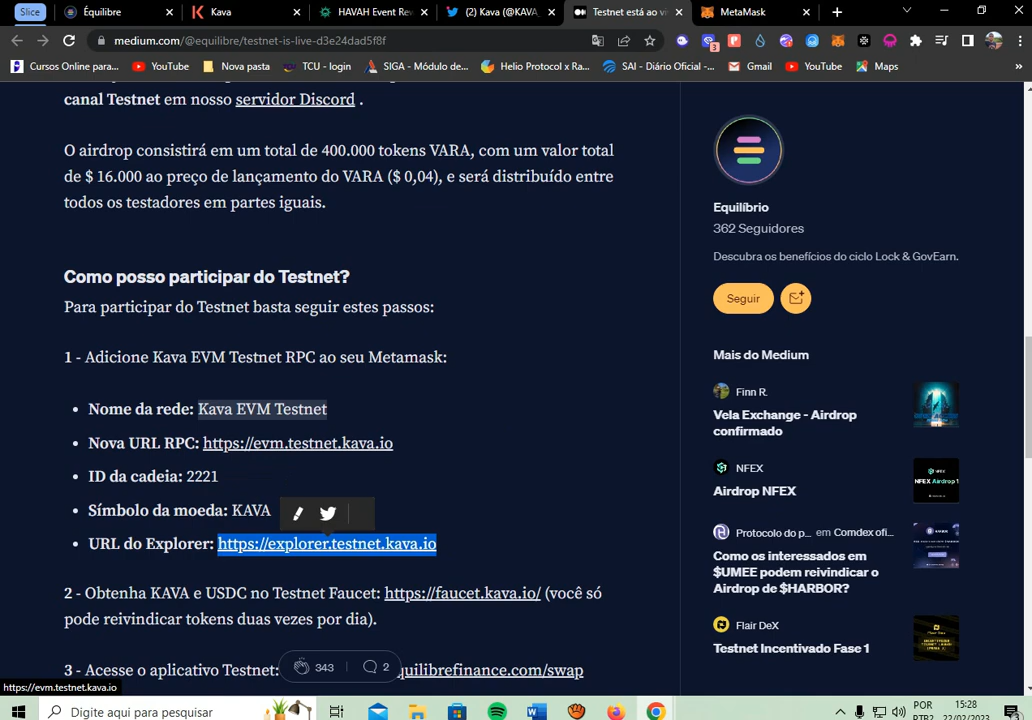 Slice
Équilibre
Kava
HAVAH Event Rev
(2) Kava (@KAVA_
Testnet está ao vi
MetaMask
medium.com/@equilibre/testnet-is-live-d3e24dad5f8f
3
Cursos Online para...
YouTube
Nova pasta
TCU - login
SIGA - Módulo de...
Helio Protocol x Ra...
SAI - Diário Oficial -...
Gmail
YouTube
Maps
»
canal Testnet em nosso servidor Discord .
O airdrop consistirá em um total de 400.000 tokens VARA, com um valor total
de $ 16.000 ao preço de lançamento do VARA ($ 0,04), e será distribuído entre
todos os testadores em partes iguais.
Como posso participar do Testnet?
Para participar do Testnet basta seguir estes passos:
1 - Adicione Kava EVM Testnet RPC ao seu Metamask:
• Nome da rede: Kava EVM Testnet
• Nova URL RPC: https://evm.testnet.kava.io
• ID da cadeia: 2221
• Símbolo da moeda: KAVA
• URL do Explorer: https://explorer.testnet.kava.io
2 - Obtenha KAVA e USDC no Testnet Faucet: https://faucet.kava.io/ (você só
pode reivindicar tokens duas vezes por dia).
343
2
3 - Acesse o aplicativo Testnet: quilibrefinance.com/swap
https://evm.testnet.kava.io
Equilíbrio
362 Seguidores
Descubra os benefícios do ciclo Lock & GovEarn.
Seguir
Mais do Medium
Finn R.
Vela Exchange - Airdrop
confirmado
NFEX
Airdrop NFEX
NFEX Airdrop 1
Protocolo do p... em Comdex ofi...
Como os interessados em
$UMEE podem reivindicar o
Airdrop de $HARBOR?
Flair DeX
Testnet Incentivado Fase 1
Digite aqui para pesquisar
POR
PTB2
15:28
22/02/2023